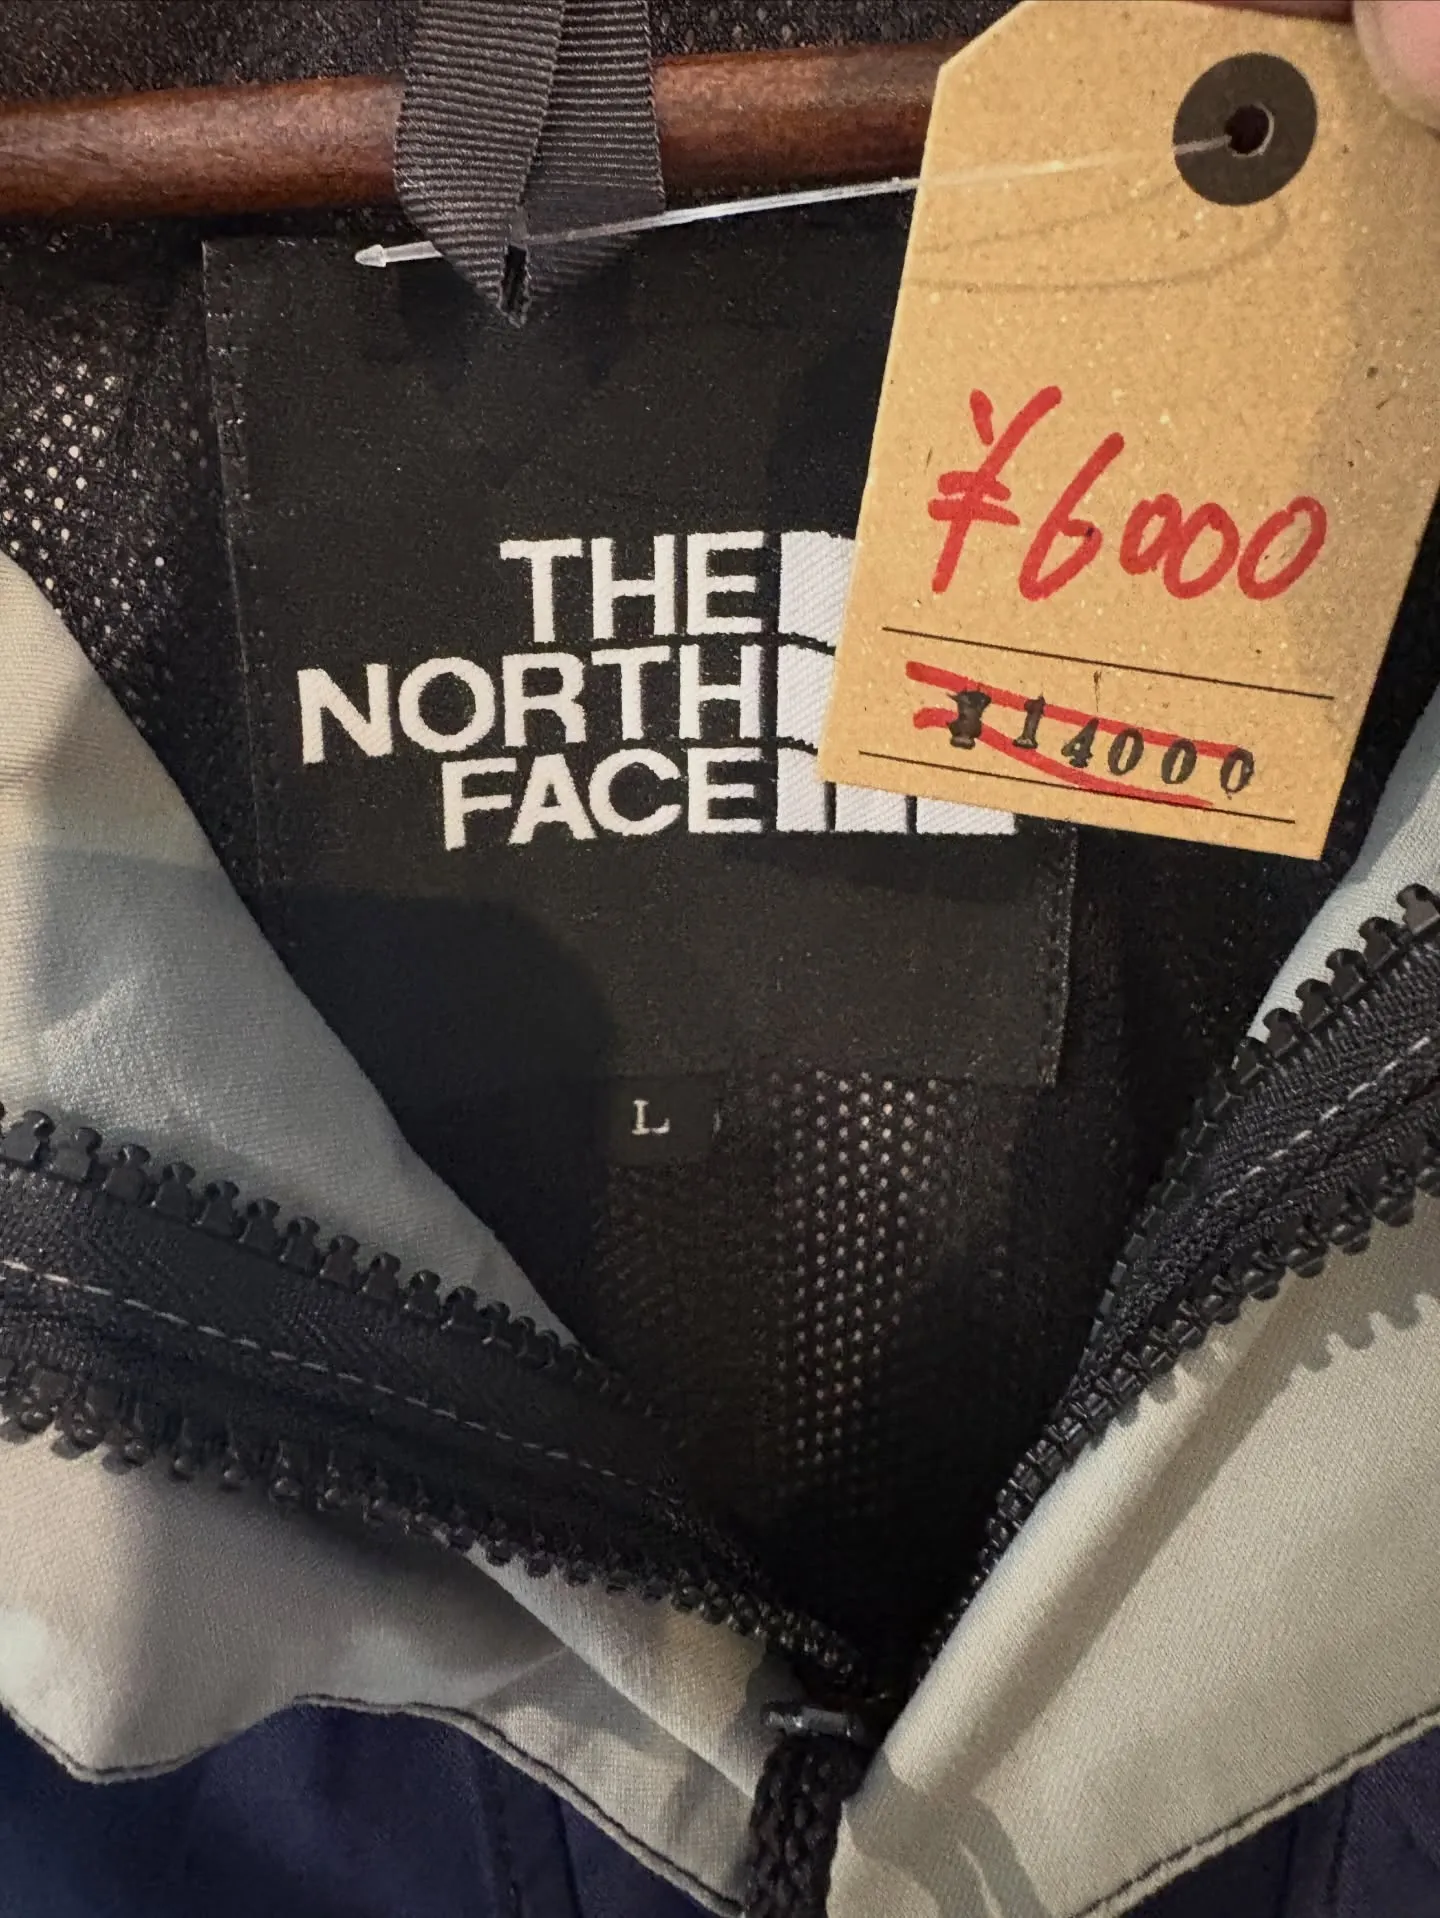 THE
NORTH
FACE
L
¥6000
¥14000